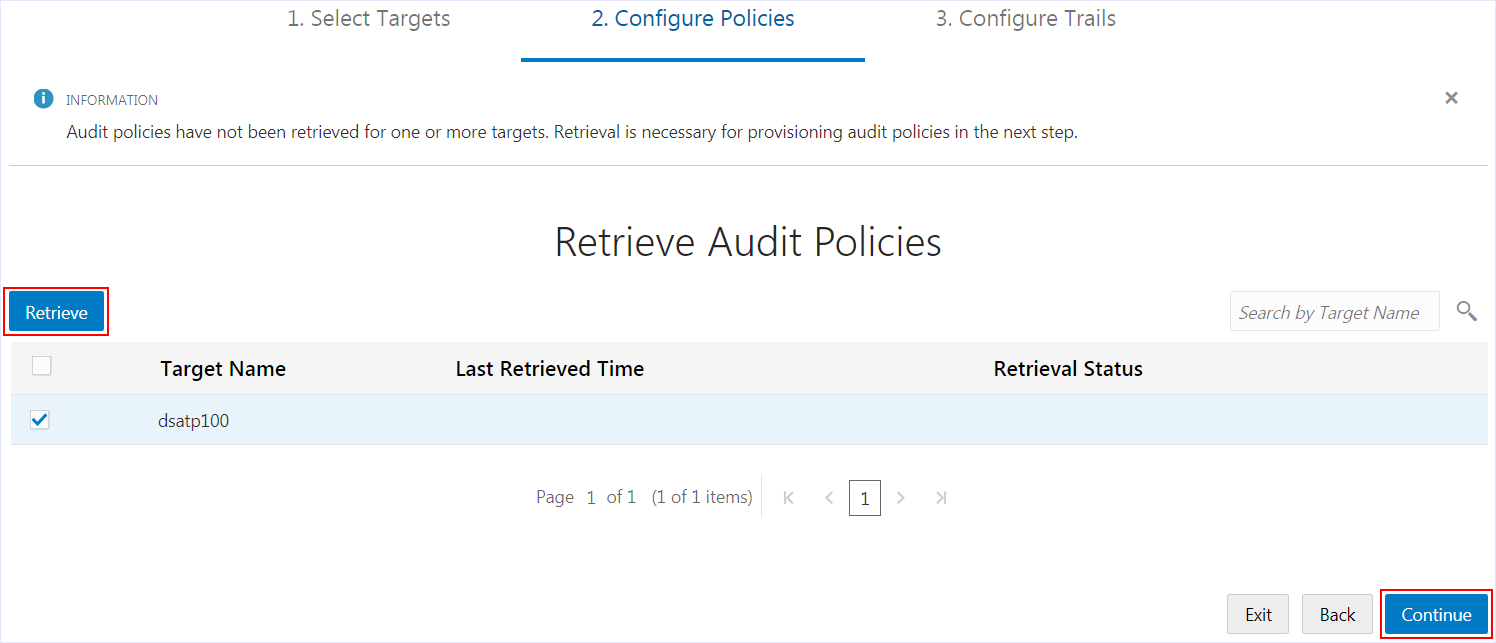 1. Select Targets 2. Configure Policies 3. Configure Trails
INFORMATION
Audit policies have not been retrieved for one or more targets. Retrieval is necessary for provisioning audit policies in the next step.
Retrieve Audit Policies
Retrieve Search by Target Name
Target Name Last Retrieved Time Retrieval Status
dsatp100
Page 1 of 1 (1 of 1 items) 1
Exit Back Continue